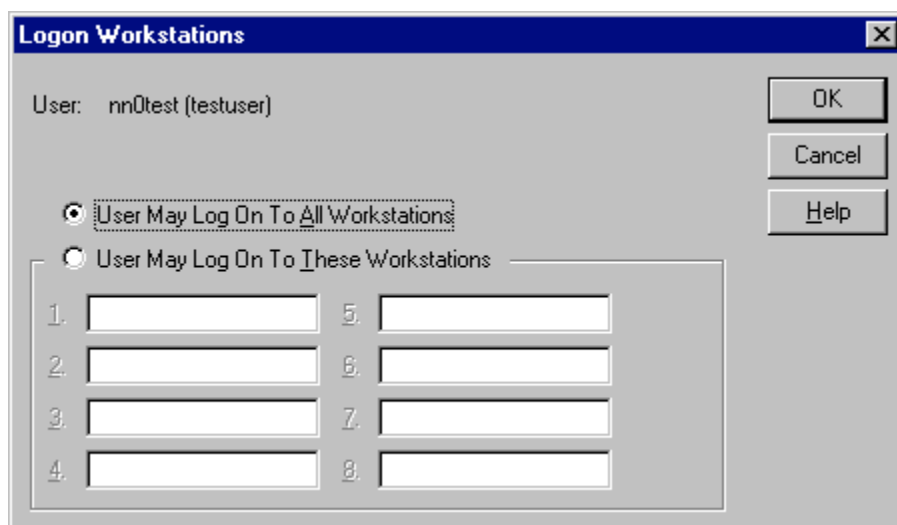 Logon Workstations
User: nn0test (testuser)
OK
Cancel
Help
User May Log On To All Workstations
User May Log On To These Workstations
1. 5.
2. 6.
3. 7.
4. 8.